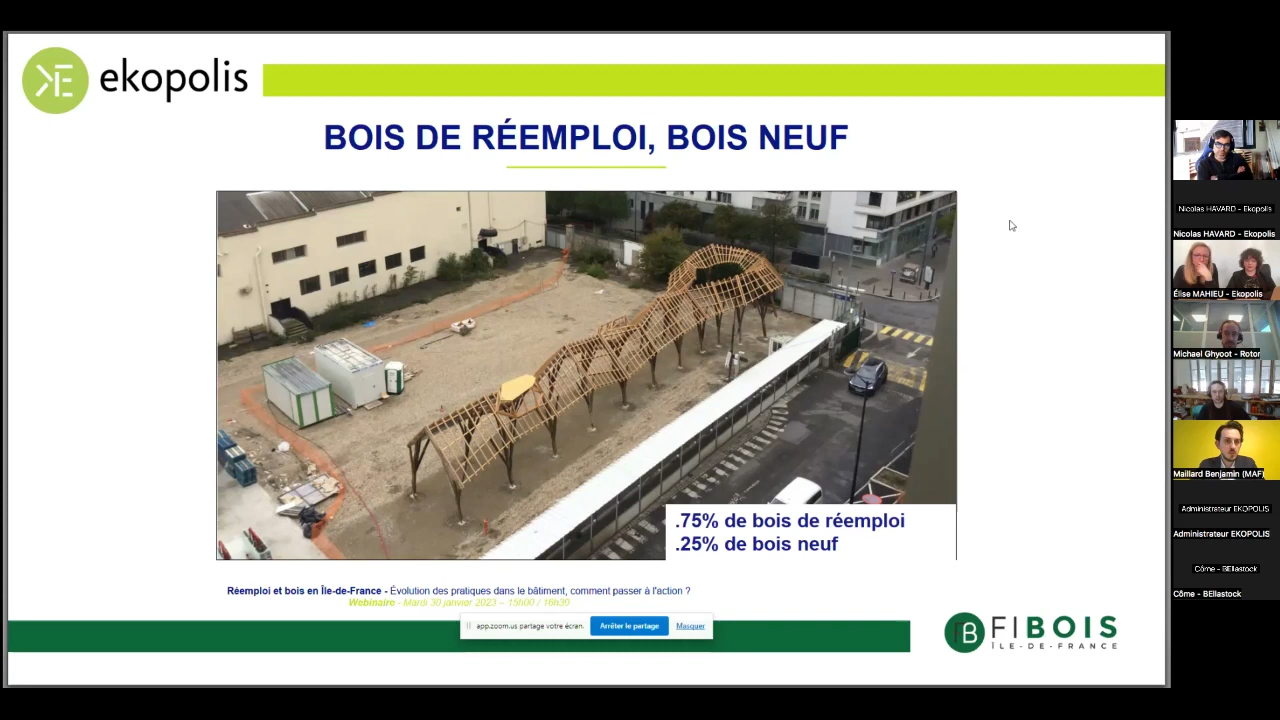 ekopolis
BOIS DE RÉEMPLOI, BOIS NEUF
.75% de bois de réemploi
.25% de bois neuf
Réemploi et bois en Île-de-France - Évolution des pratiques dans le bâtiment, comment passer à l'action ?
Webinaire - Mardi 30 janvier 2023 – 15h00 / 16h30
app.zoom.us partage votre écran.
Arrêter le partage
Masquer
FIBOIS
ÎLE-DE-FRANCE
Nicolas HAVARD - Ekopolis
Nicolas HAVARD - Ekopolis
Élise MAHIEU - Ekopolis
Michael Ghyoot - Rotor
Maillard Benjamin (MAF)
Administrateur EKOPOLIS
Administrateur EKOPOLIS
Côme - BEllastock
Côme - BEllastock